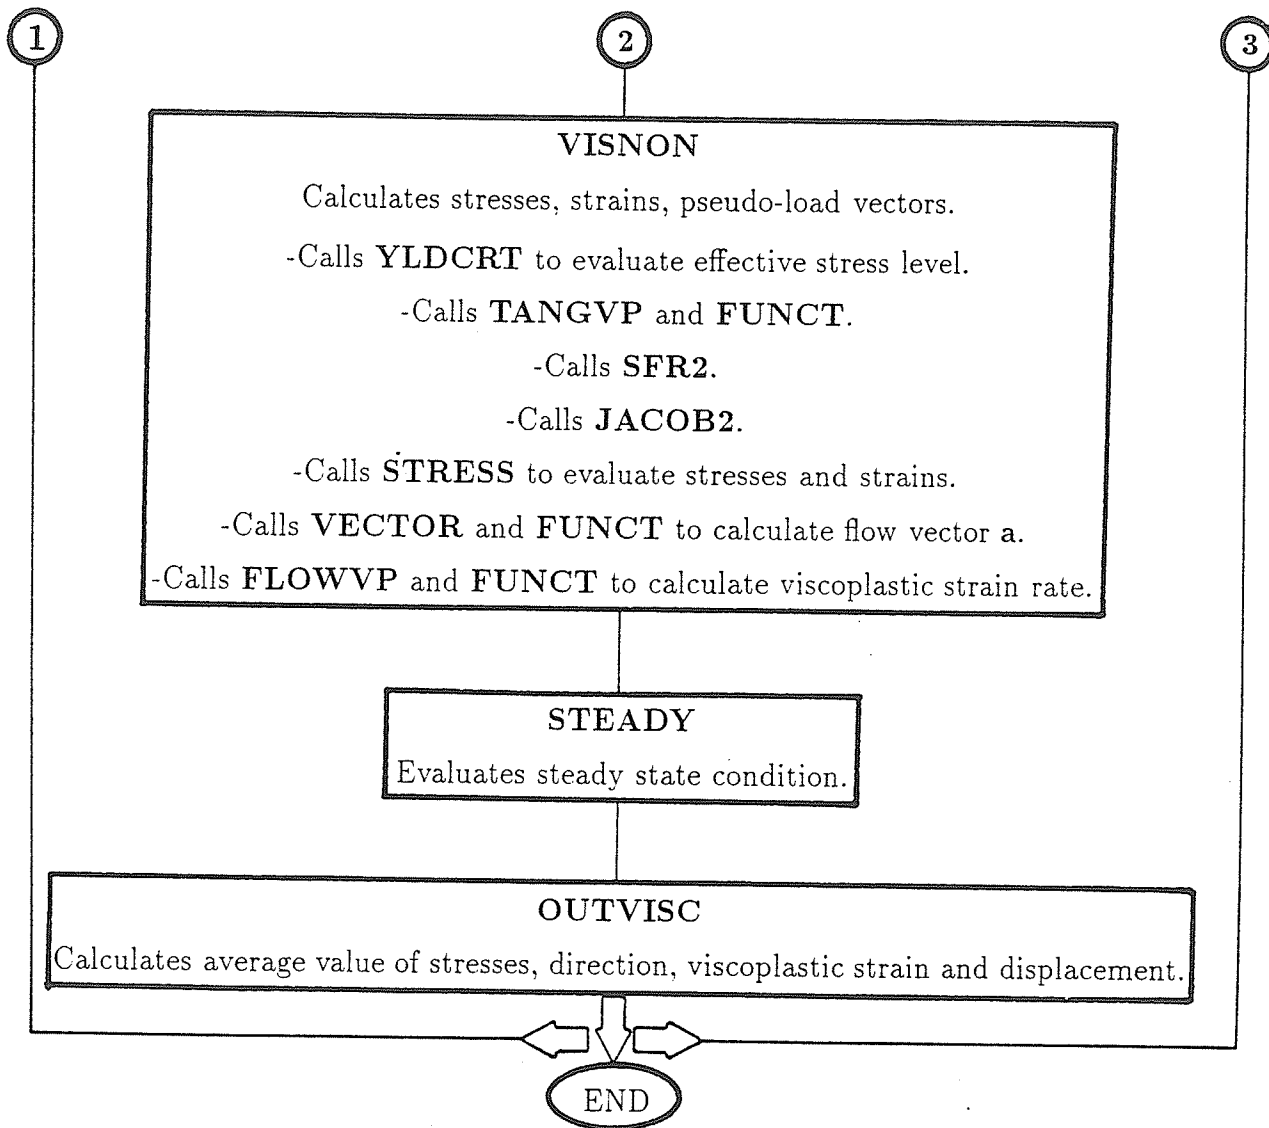 1
2
3
VISNON
Calculates stresses, strains, pseudo-load vectors.
-Calls YLDCRT to evaluate effective stress level.
-Calls TANGVP and FUNCT.
-Calls SFR2.
-Calls JACOB2.
-Calls STRESS to evaluate stresses and strains.
-Calls VECTOR and FUNCT to calculate flow vector a.
-Calls FLOWVP and FUNCT to calculate viscoplastic strain rate.
STEADY
Evaluates steady state condition.
OUTVISC
Calculates average value of stresses, direction, viscoplastic strain and displacement.
END